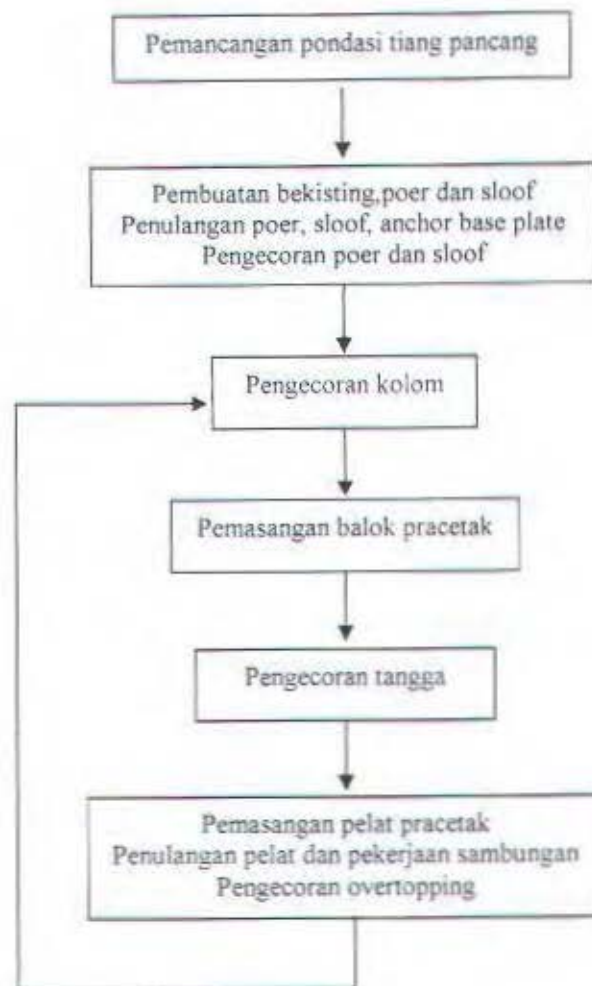 Pemancangan pondasi tiang pancang
Pembuatan bekisting,poer dan sloof
Penulangan poer, sloof, anchor base plate
Pengecoran poer dan sloof
Pengecoran kolom
Pemasangan balok pracetak
Pengecoran tangga
Pemasangan pelat pracetak
Penulangan pelat dan pekerjaan sambungan
Pengecoran overtopping